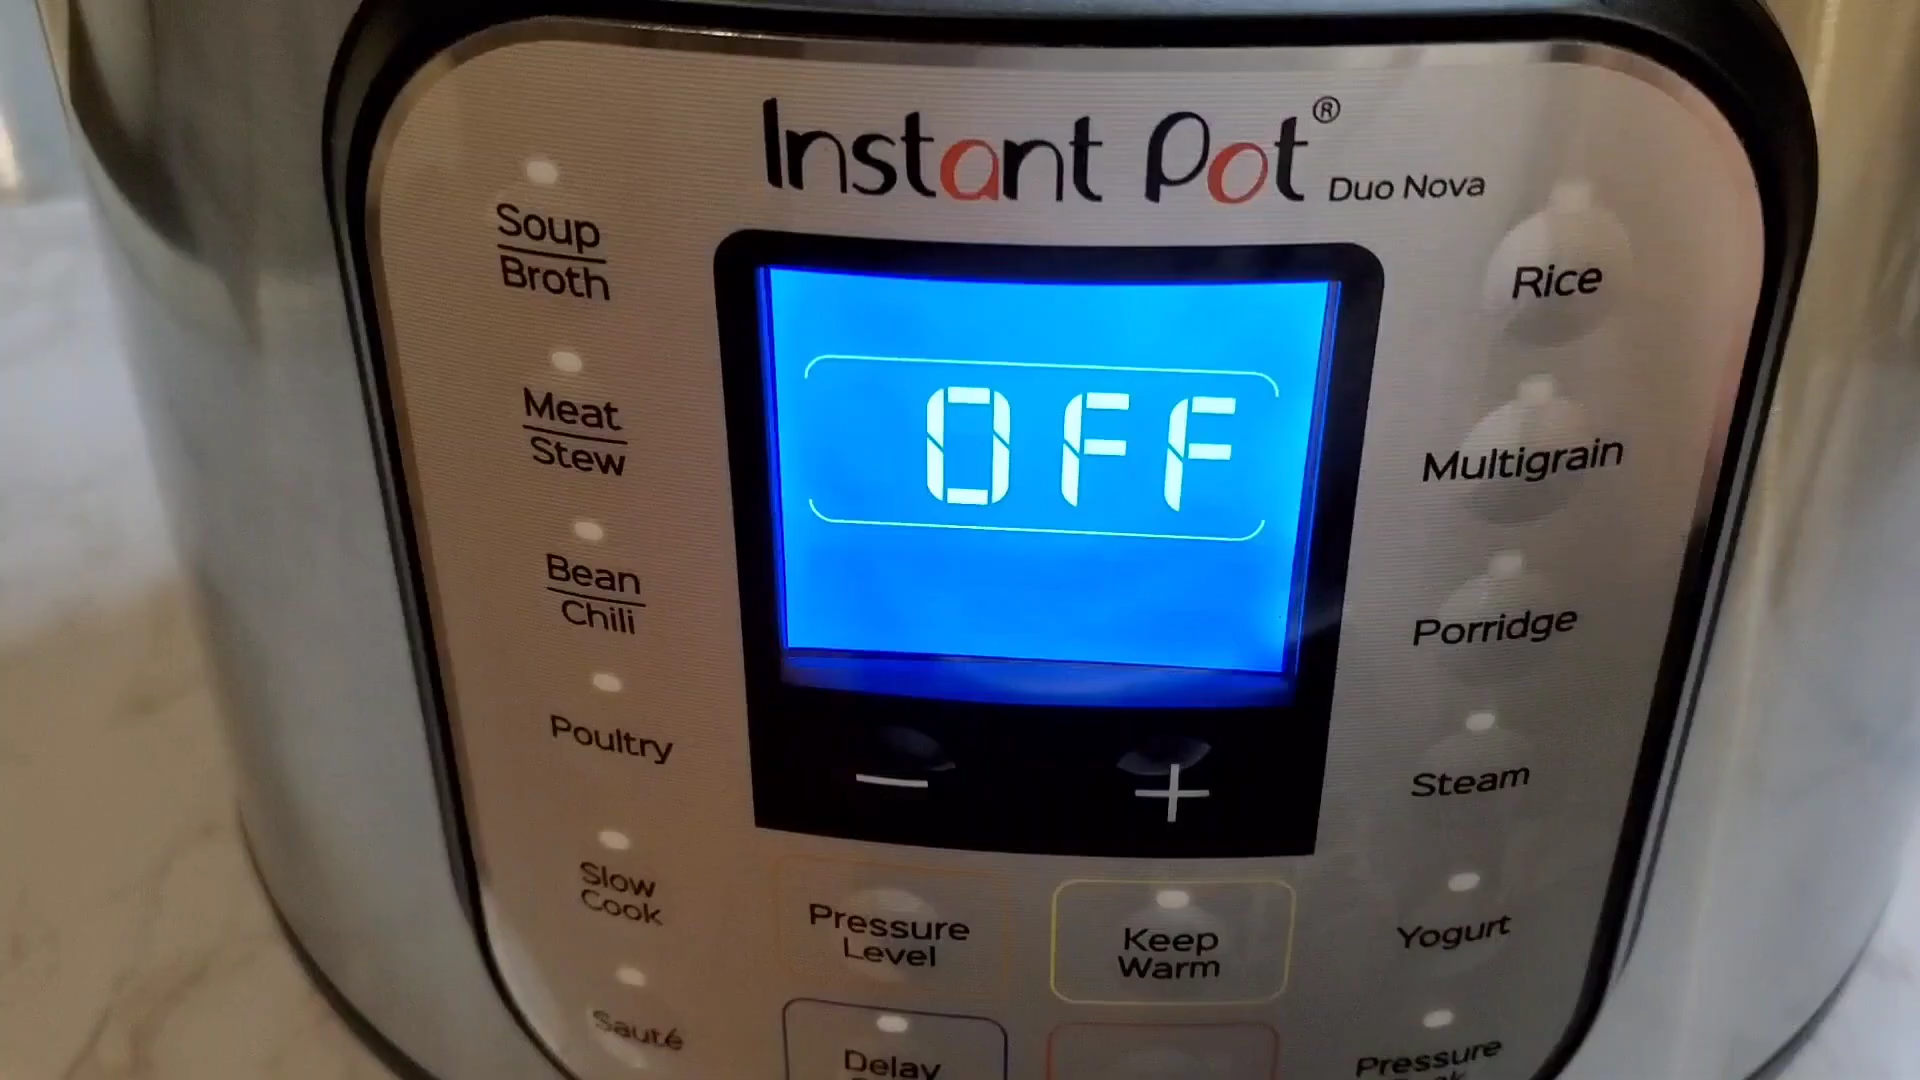 Instant Pot®
Duo Nova
Soup
Broth
Meat
Stew
Bean
Chili
Poultry
Slow
Cook
Sauté
OFF
− +
Pressure
Level
Keep
Warm
Delay
Rice
Multigrain
Porridge
Steam
Yogurt
Pressure